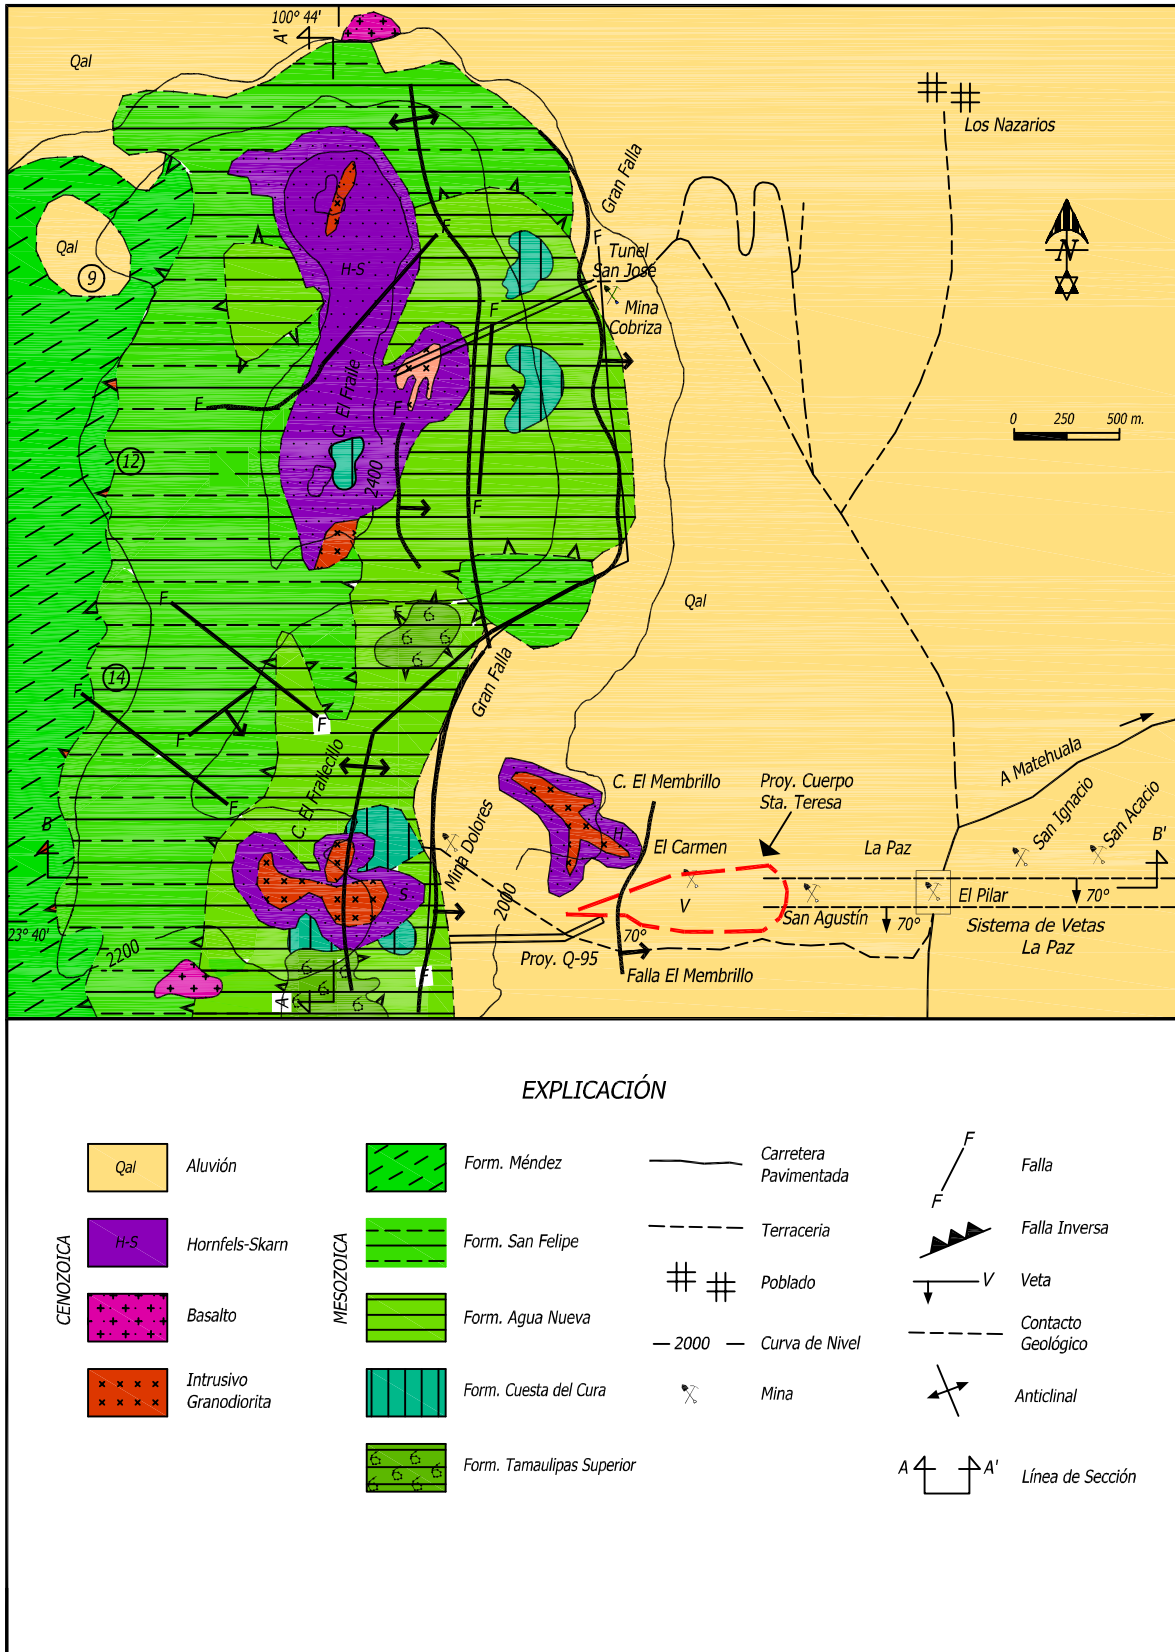 100° 44'
A'
Qal
Los Nazarios
Gran Falla
F
F
Tunel
San José
N
Qal
9
H-S
Mina
Cobriza
F
0 250 500 m.
C. El Fraile
F
F
12
2400
F
F
F
Qal
14
F
Gran Falla
F
F
F
A Matehuala
C. El Frailecillo
C. El Membrillo
Proy. Cuerpo
Sta. Teresa
San Ignacio
San Acacio
B
F
Mina Dolores
H
El Carmen
La Paz
B'
S
2000
V
San Agustín
El Pilar
70°
23° 40'
2200
70°
70°
Sistema de Vetas
La Paz
Proy. Q-95
Falla El Membrillo
F
A
EXPLICACIÓN
CENOZOICA
Qal Aluvión
H-S Hornfels-Skarn
Basalto
Intrusivo
Granodiorita
MESOZOICA
Form. Méndez
Form. San Felipe
Form. Agua Nueva
Form. Cuesta del Cura
Form. Tamaulipas Superior
Carretera
Pavimentada
Terraceria
Poblado
2000 Curva de Nivel
Mina
F
F
Falla
Falla Inversa
V Veta
Contacto
Geológico
Anticlinal
A A' Línea de Sección